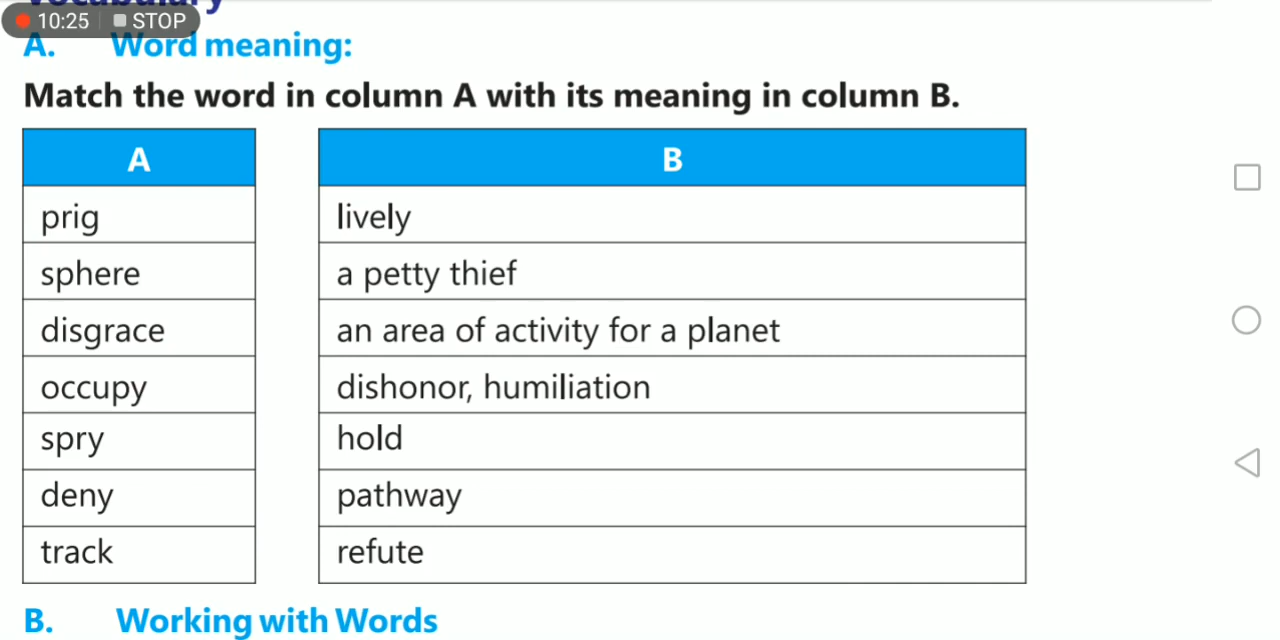 10:25 STOP
A. Word meaning:
Match the word in column A with its meaning in column B.
A B
prig lively
sphere a petty thief
disgrace an area of activity for a planet
occupy dishonor, humiliation
spry hold
deny pathway
track refute
B. Working with Words